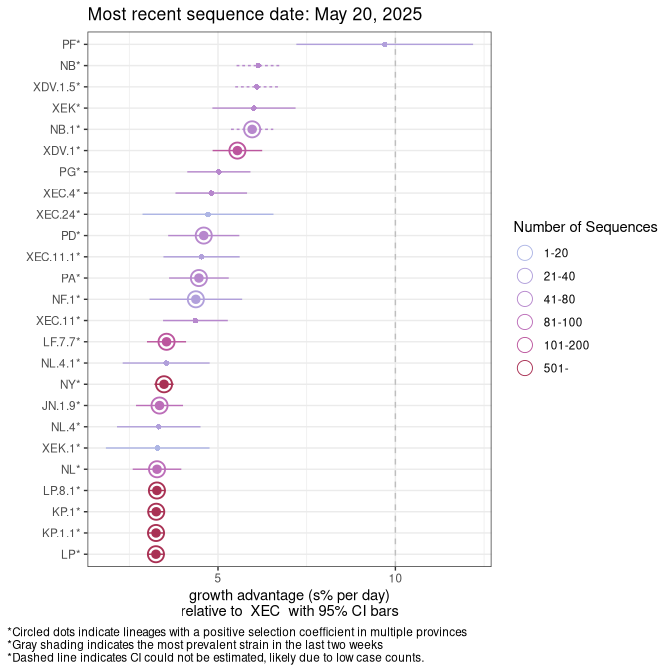 Most recent sequence date: May 20, 2025
PF*
NB*
XDV.1.5*
XEK*
NB.1*
XDV.1*
PG*
XEC.4*
XEC.24*
PD*
XEC.11.1*
PA*
NF.1*
XEC.11*
LF.7.7*
NL.4.1*
NY*
JN.1.9*
NL.4*
XEK.1*
NL*
LP.8.1*
KP.1*
KP.1.1*
LP*
5 10
growth advantage (s% per day)
relative to XEC with 95% CI bars
Number of Sequences
1-20
21-40
41-80
81-100
101-200
501-
*Circled dots indicate lineages with a positive selection coefficient in multiple provinces
*Gray shading indicates the most prevalent strain in the last two weeks
*Dashed line indicates CI could not be estimated, likely due to low case counts.